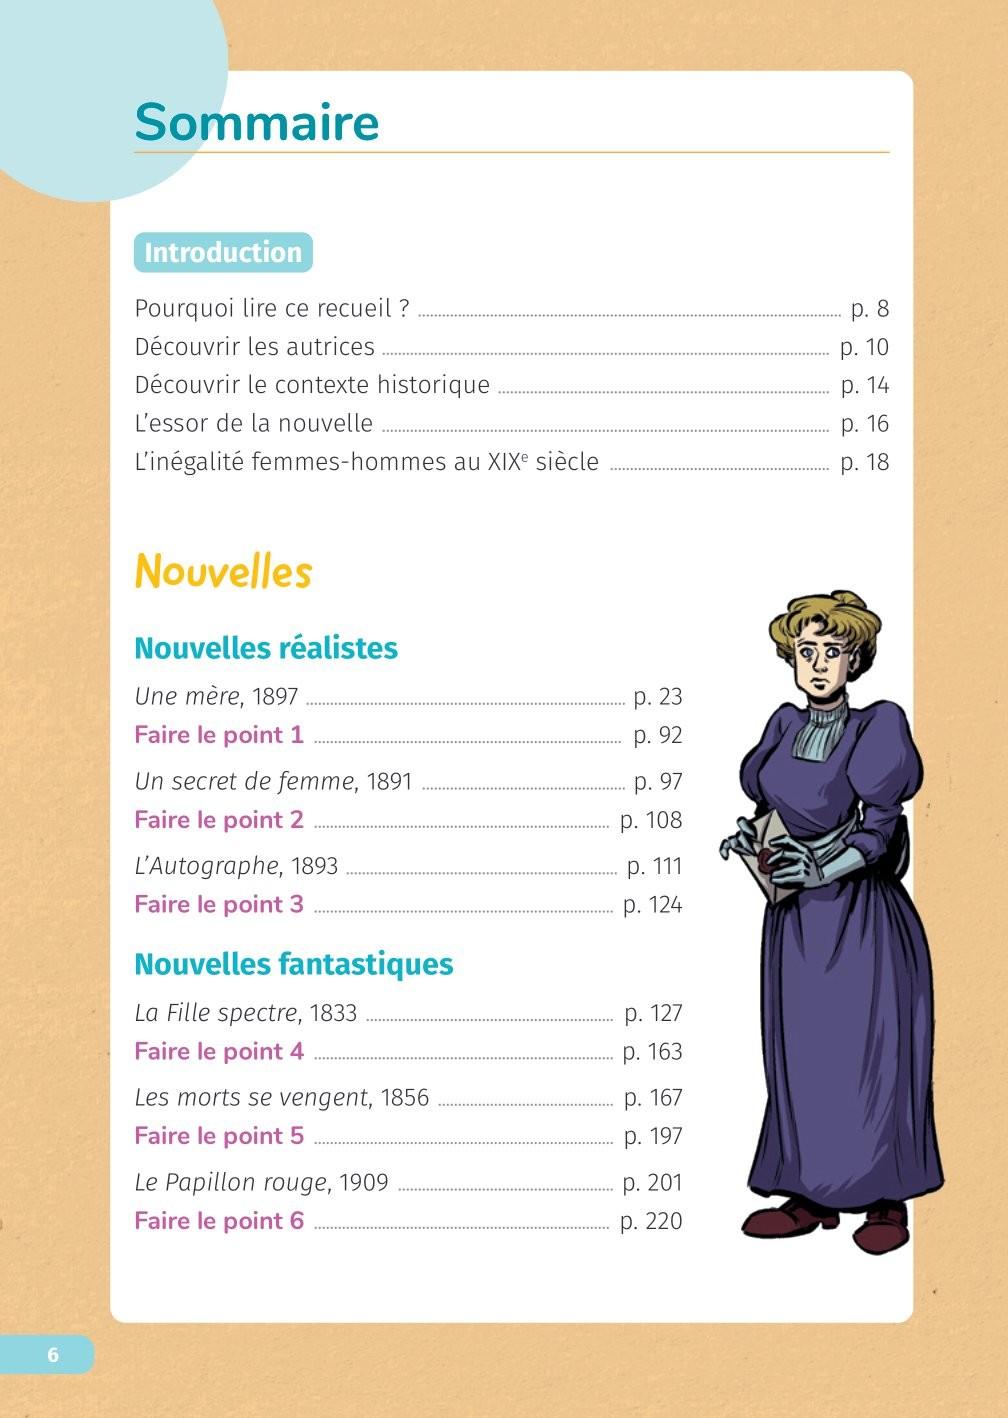 Sommaire
Introduction
Pourquoi lire ce recueil ? p. 8
Découvrir les autrices p. 10
Découvrir le contexte historique p. 14
L’essor de la nouvelle p. 16
L’inégalité femmes-hommes au XIXe siècle p. 18
Nouvelles
Nouvelles réalistes
Une mère, 1897 p. 23
Faire le point 1 p. 92
Un secret de femme, 1891 p. 97
Faire le point 2 p. 108
L’Autographe, 1893 p. 111
Faire le point 3 p. 124
Nouvelles fantastiques
La Fille spectre, 1833 p. 127
Faire le point 4 p. 163
Les morts se vengent, 1856 p. 167
Faire le point 5 p. 197
Le Papillon rouge, 1909 p. 201
Faire le point 6 p. 220
6